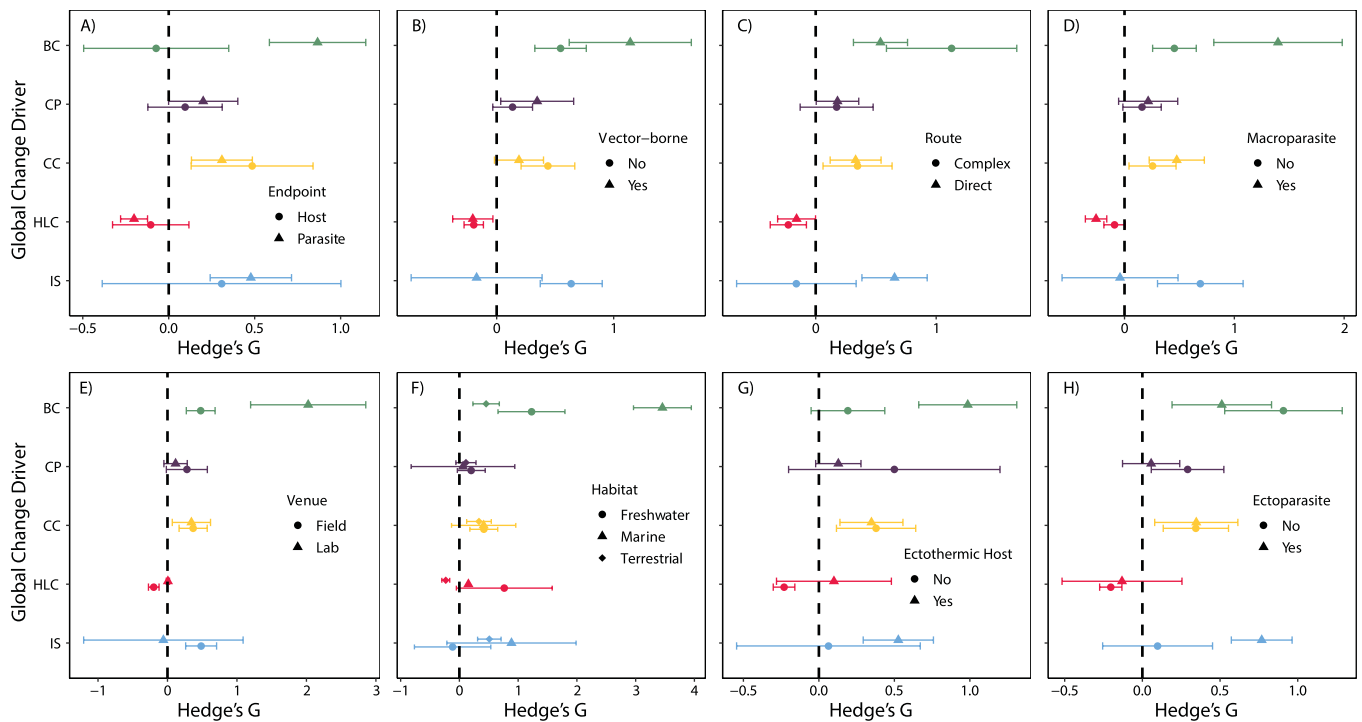 A)
B)
C)
D)
Global Change Driver
BC
CP
CC
HLC
IS
Endpoint
Host
Parasite
Vector−borne
No
Yes
Route
Complex
Direct
Macroparasite
No
Yes
−0.5 0.0 0.5 1.0
0 1
0 1
0 1 2
Hedge's G
Hedge's G
Hedge's G
Hedge's G
E)
F)
G)
H)
Global Change Driver
BC
CP
CC
HLC
IS
Venue
Field
Lab
Habitat
Freshwater
Marine
Terrestrial
Ectothermic Host
No
Yes
Ectoparasite
No
Yes
−1 0 1 2 3
−1 0 1 2 3 4
−0.5 0.0 0.5 1.0
−0.5 0.0 0.5 1.0
Hedge's G
Hedge's G
Hedge's G
Hedge's G